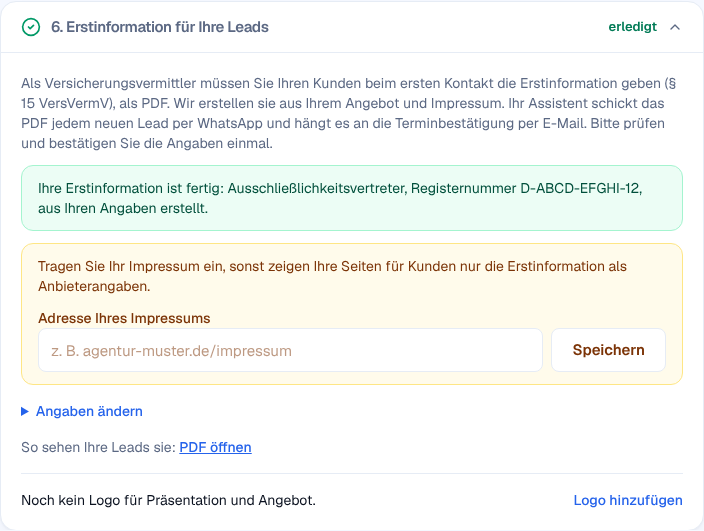 6. Erstinformation für Ihre Leads
erledigt
Als Versicherungsvermittler müssen Sie Ihren Kunden beim ersten Kontakt die Erstinformation geben (§
15 VersVermV), als PDF. Wir erstellen sie aus Ihrem Angebot und Impressum. Ihr Assistent schickt das
PDF jedem neuen Lead per WhatsApp und hängt es an die Terminbestätigung per E-Mail. Bitte prüfen
und bestätigen Sie die Angaben einmal.
Ihre Erstinformation ist fertig: Ausschließlichkeitsvertreter, Registernummer D-ABCD-EFGHI-12,
aus Ihren Angaben erstellt.
Tragen Sie Ihr Impressum ein, sonst zeigen Ihre Seiten für Kunden nur die Erstinformation als
Anbieterangaben.
Adresse Ihres Impressums
z. B. agentur-muster.de/impressum
Speichern
Angaben ändern
So sehen Ihre Leads sie: PDF öffnen
Noch kein Logo für Präsentation und Angebot.
Logo hinzufügen